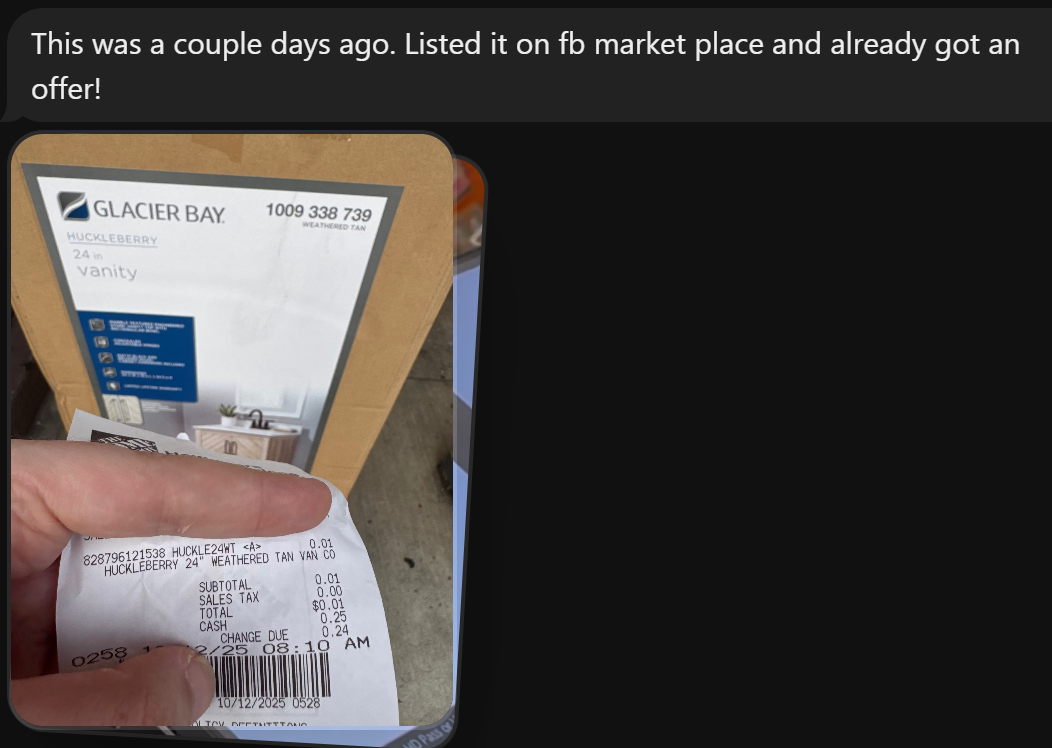 This was a couple days ago. Listed it on fb market place and already got an
offer!
GLACIER BAY.
1009 338 739
WEATHERED TAN
HUCKLEBERRY
24 in
vanity
THE
828796121538 HUCKLE24WT <A> 0.01
HUCKLEBERRY 24" WEATHERED TAN VAN CO
SUBTOTAL 0.01
SALES TAX 0.00
TOTAL $0.01
CASH 0.25
CHANGE DUE 0.24
0258 2/25 08:10 AM
10/12/2025 0528